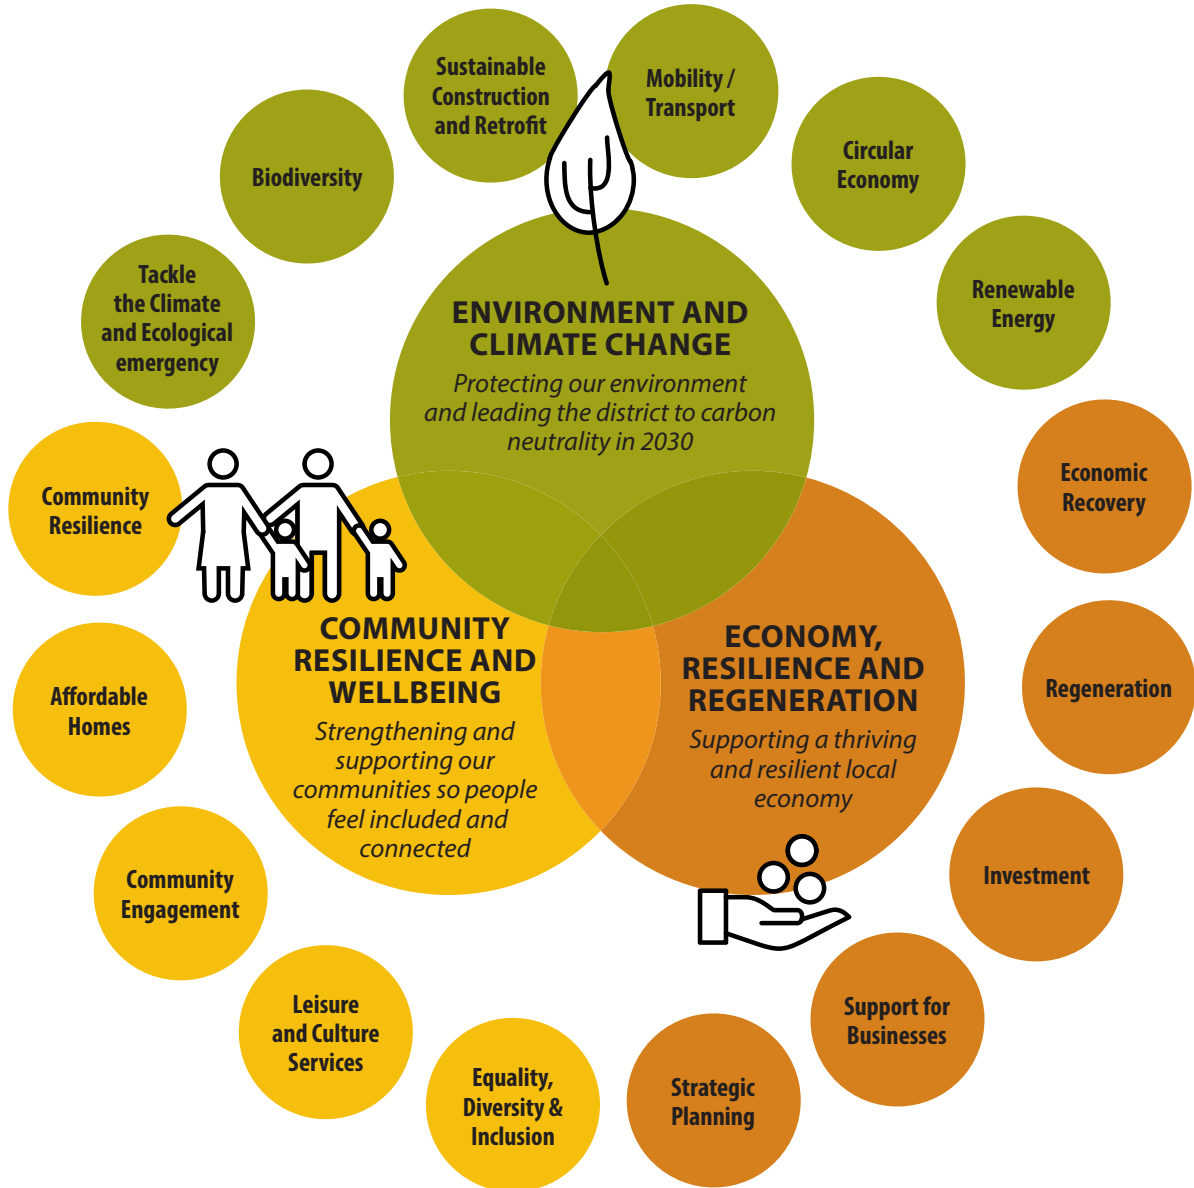 Sustainable
Construction
and Retrofit
Mobility /
Transport
Circular
Economy
Biodiversity
Renewable
Energy
Tackle
the Climate
and Ecological
emergency
ENVIRONMENT AND
CLIMATE CHANGE
Protecting our environment
and leading the district to carbon
neutrality in 2030
Community
Resilience
Economic
Recovery
COMMUNITY
RESILIENCE AND
WELLBEING
Strengthening and
supporting our
communities so people
feel included and
connected
ECONOMY,
RESILIENCE AND
REGENERATION
Supporting a thriving
and resilient local
economy
Affordable
Homes
Regeneration
Community
Engagement
Investment
Leisure
and Culture
Services
Support for
Businesses
Equality,
Diversity &
Inclusion
Strategic
Planning